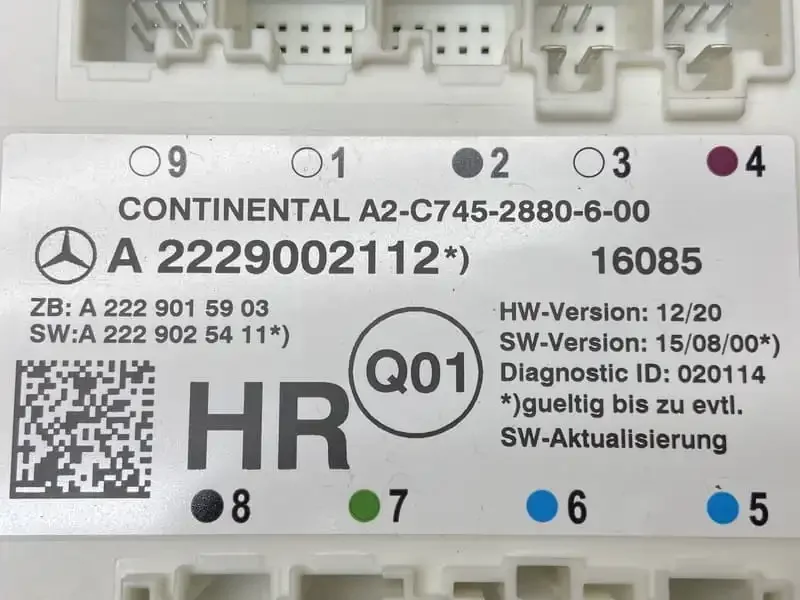 9 1 2 3 4
CONTINENTAL A2-C745-2880-6-00
A 2229002112*) 16085
ZB: A 222 901 59 03
SW:A 222 902 54 11*)
HR
Q01
HW-Version: 12/20
SW-Version: 15/08/00*)
Diagnostic ID: 020114
*)gueltig bis zu evtl.
SW-Aktualisierung
8 7 6 5